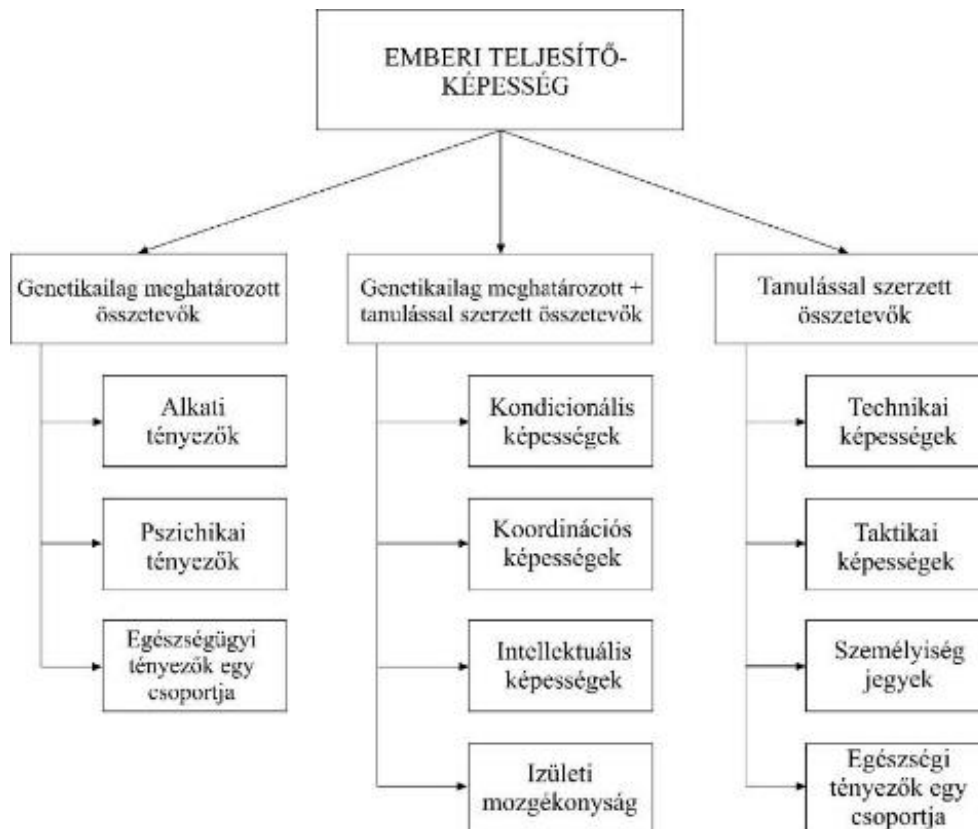 EMBERI TELJESÍTŐ-
KÉPESSÉG
Genetikailag meghatározott
összetevők
Alkati
tényezők
Pszichikai
tényezők
Egészségügyi
tényezők egy
csoportja
Genetikailag meghatározott +
tanulással szerzett összetevők
Kondicionális
képességek
Koordinációs
képességek
Intellektuális
képességek
Izületi
mozgékonyság
Tanulással szerzett
összetevők
Technikai
képességek
Taktikai
képességek
Személyiség
jegyek
Egészségi
tényezők egy
csoportja